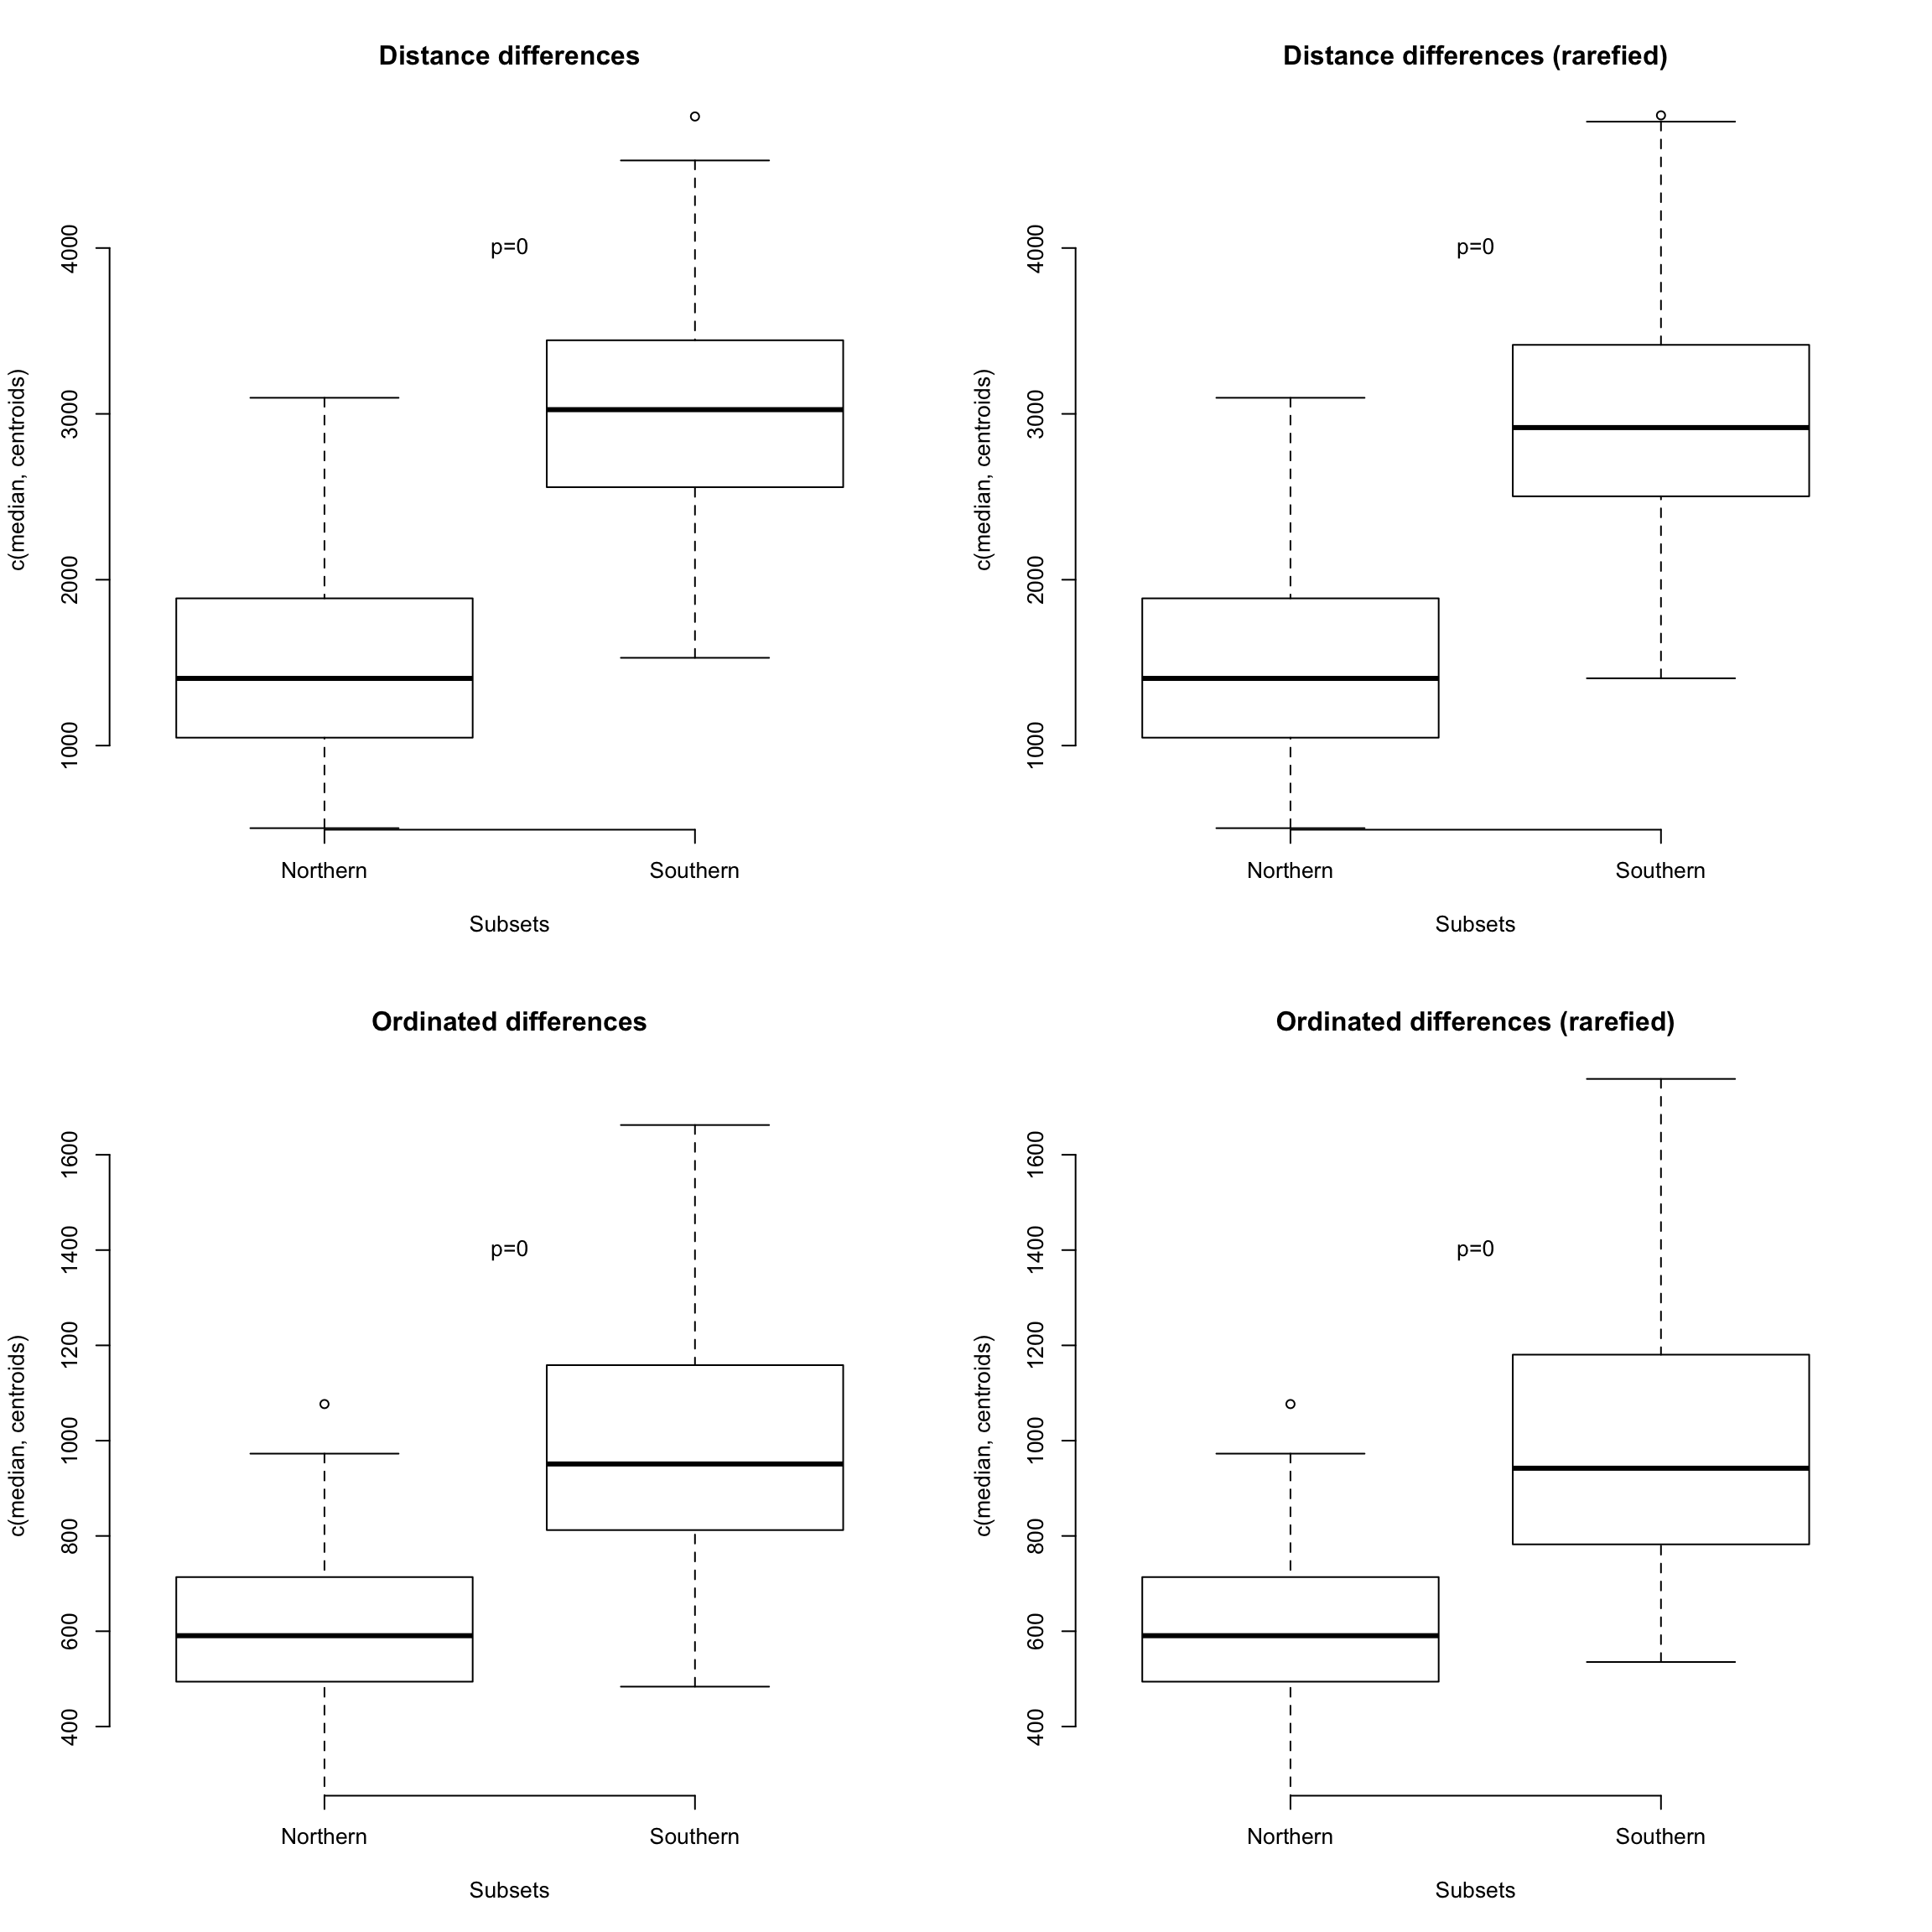 Distance differences
c(median, centroids)
4000
3000
2000
1000
p=0
Northern Southern
Subsets
Distance differences (rarefied)
c(median, centroids)
4000
3000
2000
1000
p=0
Northern Southern
Subsets
Ordinated differences
c(median, centroids)
1600
1400
1200
1000
800
600
400
p=0
Northern Southern
Subsets
Ordinated differences (rarefied)
c(median, centroids)
1600
1400
1200
1000
800
600
400
p=0
Northern Southern
Subsets